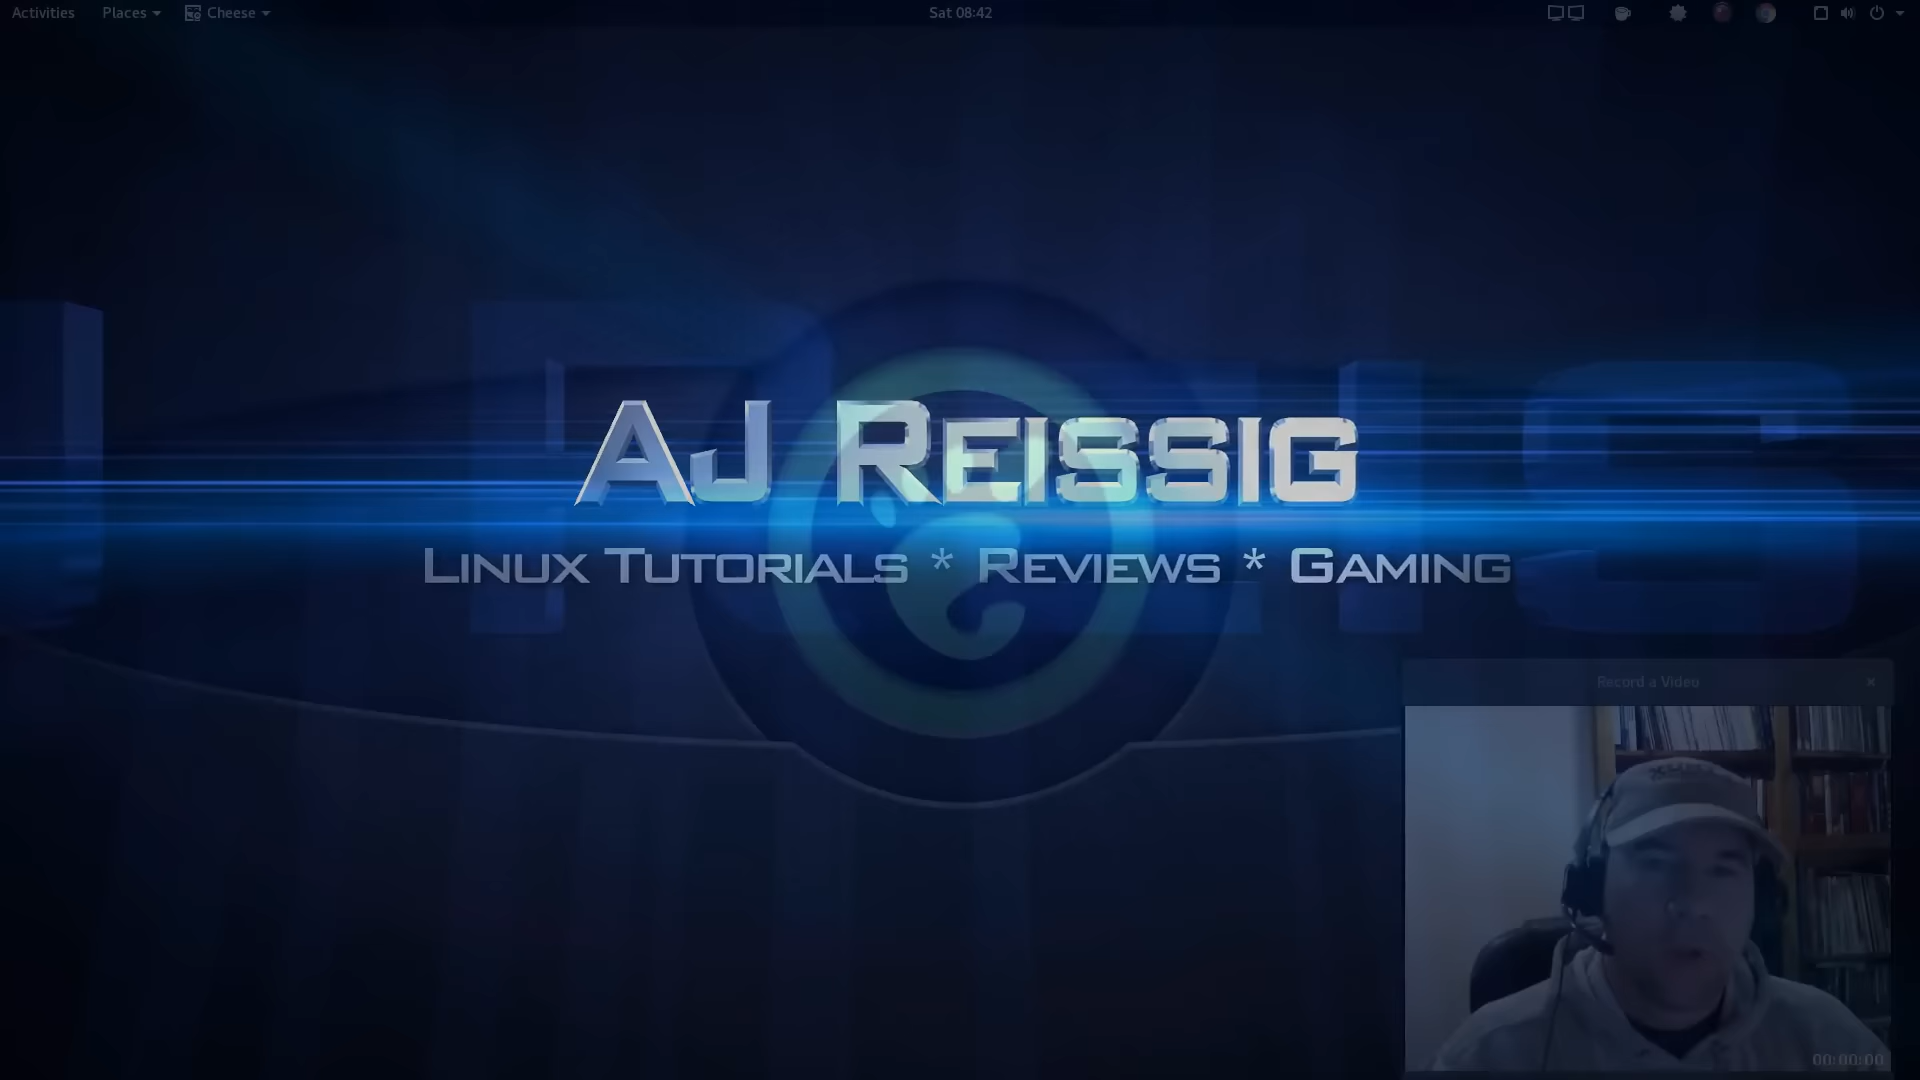 Activities Places Cheese Sat 08:42
AJ REISSIG
LINUX TUTORIALS * REVIEWS * GAMING
Record a Video
00:00:00